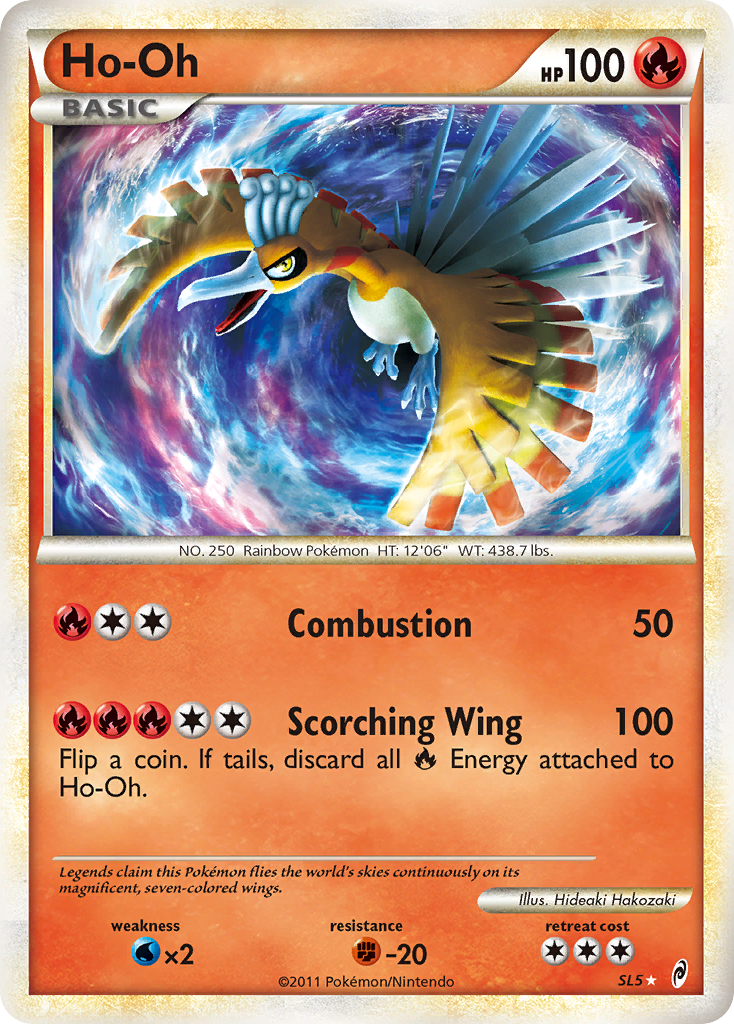 Ho-Oh
HP100
BASIC
NO. 250 Rainbow Pokémon HT: 12'06" WT: 438.7 lbs.
Combustion 50
Scorching Wing 100
Flip a coin. If tails, discard all Energy attached to
Ho-Oh.
Legends claim this Pokémon flies the world's skies continuously on its
magnificent, seven-colored wings.
Illus. Hideaki Hakozaki
weakness resistance retreat cost
×2 -20
©2011 Pokémon/Nintendo
SL5